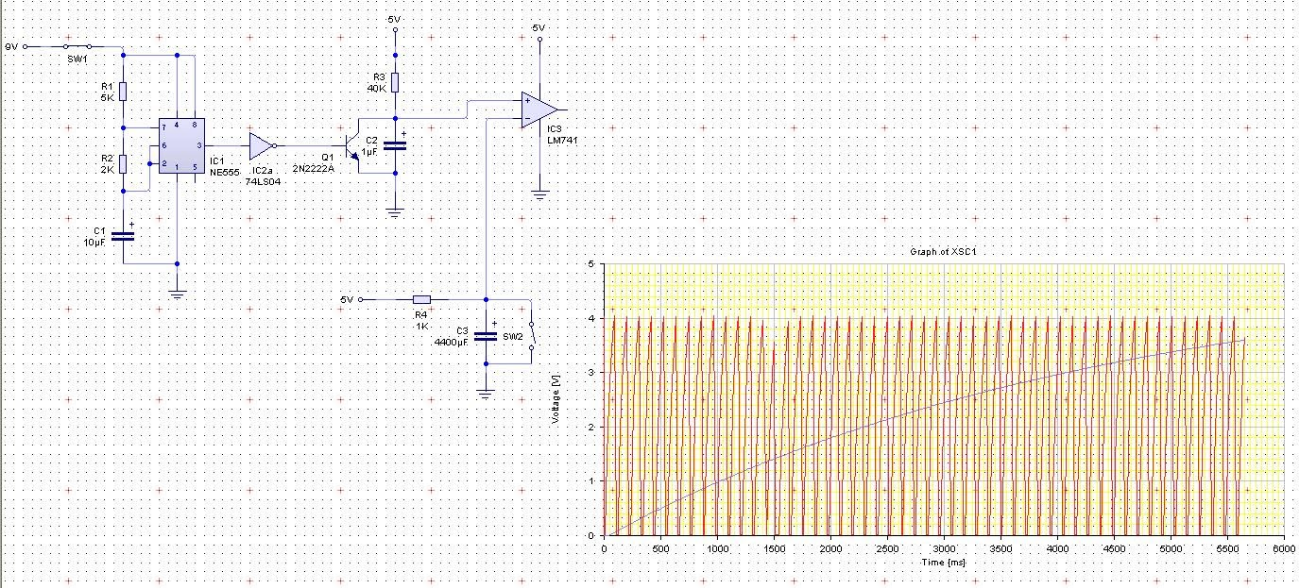 9V
SW1
R1
5K
R2
2K
C1
10µF
7
6
2
4
8
3
1
5
IC1
NE555
IC2a
74LS04
Q1
2N2222A
5V
R3
40K
C2
1µF
5V
IC3
LM741
5V
R4
1K
C3
4400µF
SW2
Graph of XSC1
Voltage [V]
5
4
3
2
1
0
0
500
1000
1500
2000
2500
3000
3500
4000
4500
5000
5500
6000
Time [ms]